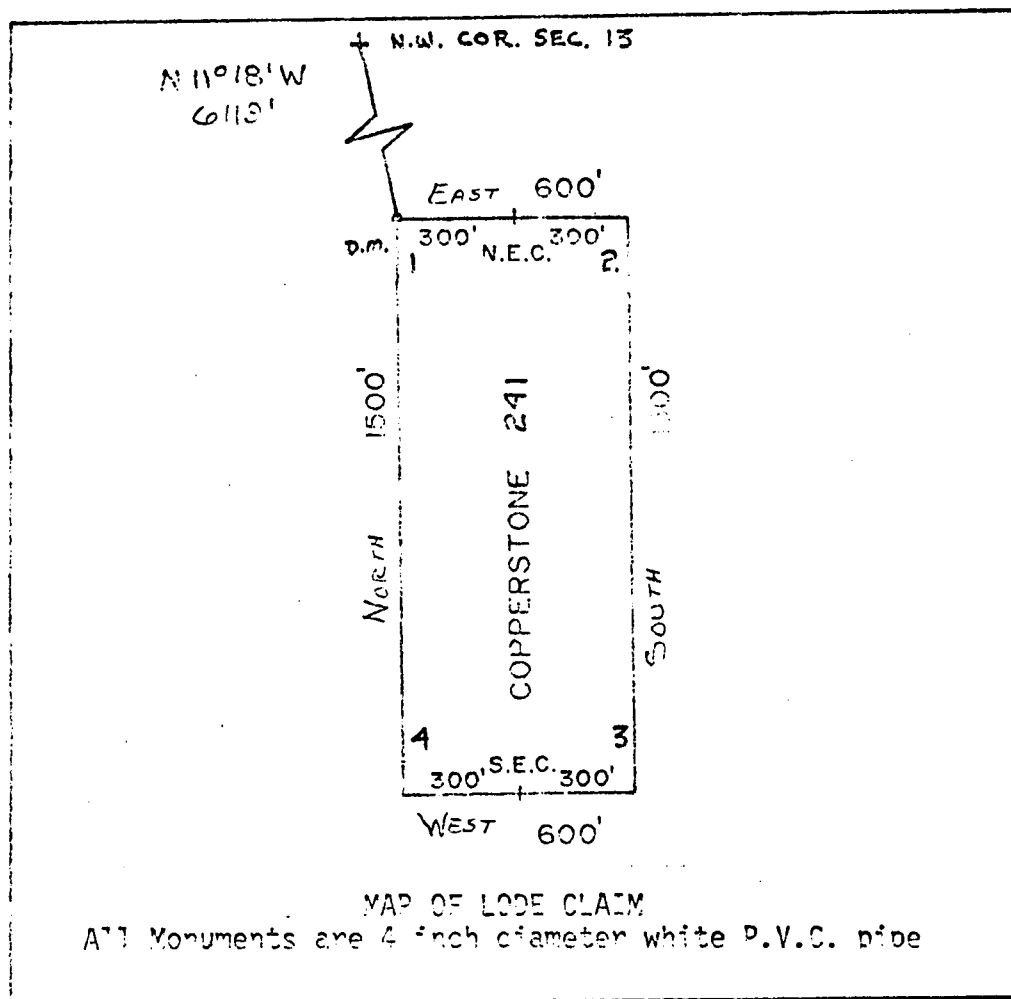 N.W. COR. SEC. 13
N 11°18'W
EAST 600'
300' 300'
D.M.
N.E.C.
1
2
1500'
NORTH
COPPERSTONE 241
SOUTH
4
3
S.E.C.
300' 300'
WEST 600'
MAP OF LODE CLAIM
All Monuments are 4 inch diameter white P.V.C. pipe